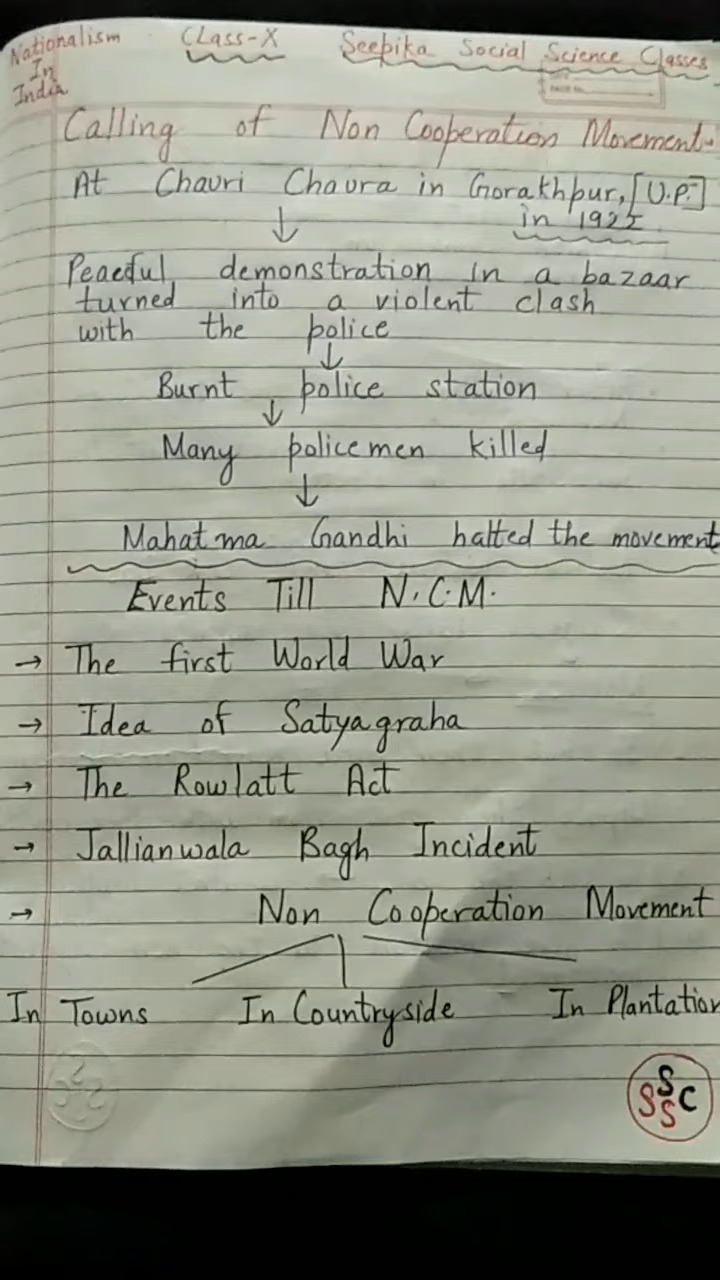 Nationalism In India
CLass-X
Seepika Social Science Classes
Calling of Non Cooperation Movement
At Chauri Chaura in Gorakhpur, [U.P.]
in 1922
↓
Peaceful demonstration in a bazaar
turned into a violent clash
with the police
↓
Burnt police station
↓
Many policemen killed
↓
Mahatma Gandhi halted the movement
Events Till N.C.M.
→ The first World War
→ Idea of Satyagraha
→ The Rowlatt Act
→ Jallianwala Bagh Incident
→ Non Cooperation Movement
In Towns In Countryside In Plantation
SSSC